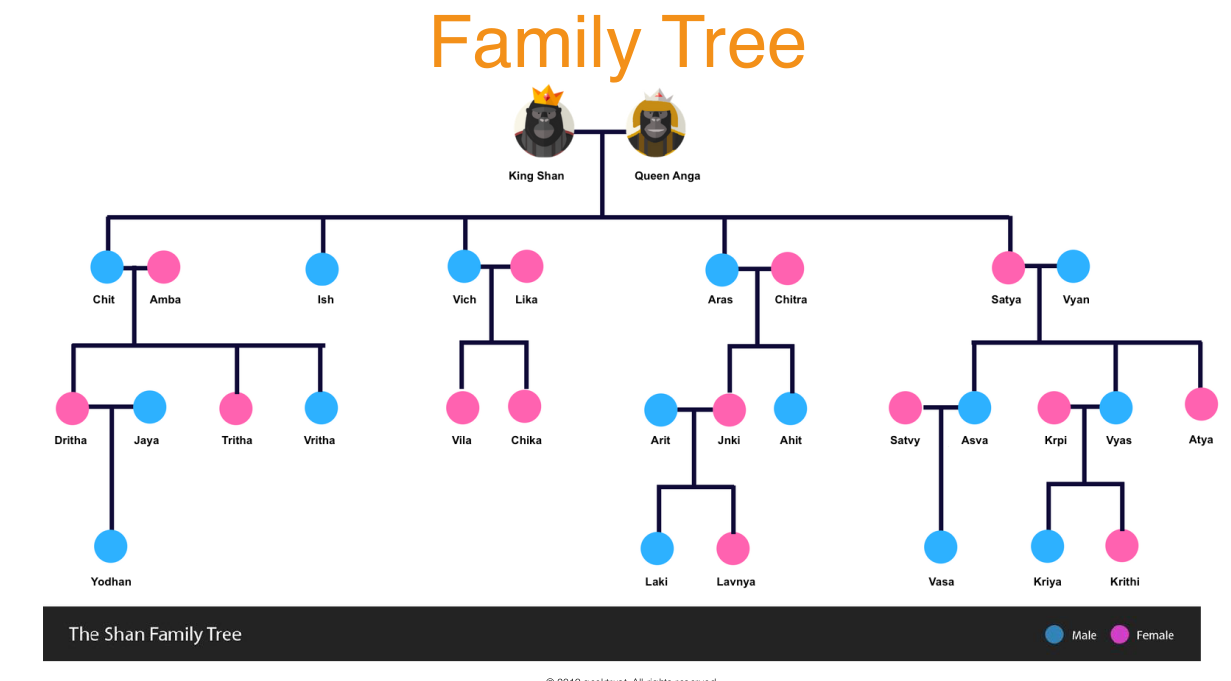 Family Tree
King Shan
Queen Anga
Chit
Amba
Ish
Vich
Lika
Aras
Chitra
Satya
Vyan
Dritha
Jaya
Tritha
Vritha
Vila
Chika
Arit
Jnki
Ahit
Satvy
Asva
Krpi
Vyas
Atya
Yodhan
Laki
Lavnya
Vasa
Kriya
Krithi
The Shan Family Tree
Male
Female